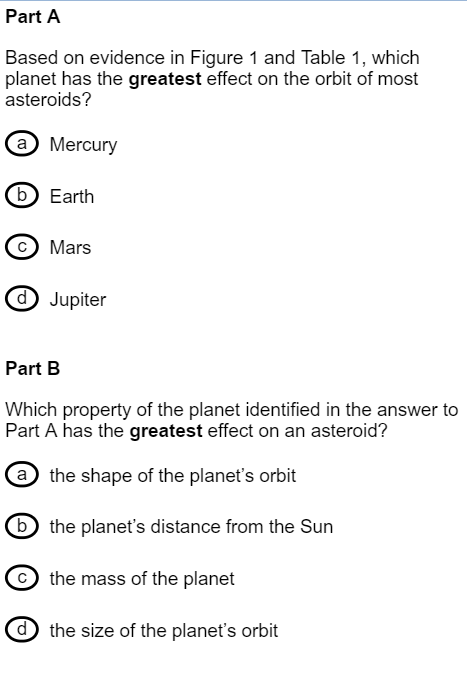 Part A
Based on evidence in Figure 1 and Table 1, which
planet has the greatest effect on the orbit of most
asteroids?
a Mercury
b Earth
c Mars
d Jupiter
Part B
Which property of the planet identified in the answer to
Part A has the greatest effect on an asteroid?
a the shape of the planet's orbit
b the planet's distance from the Sun
c the mass of the planet
d the size of the planet's orbit